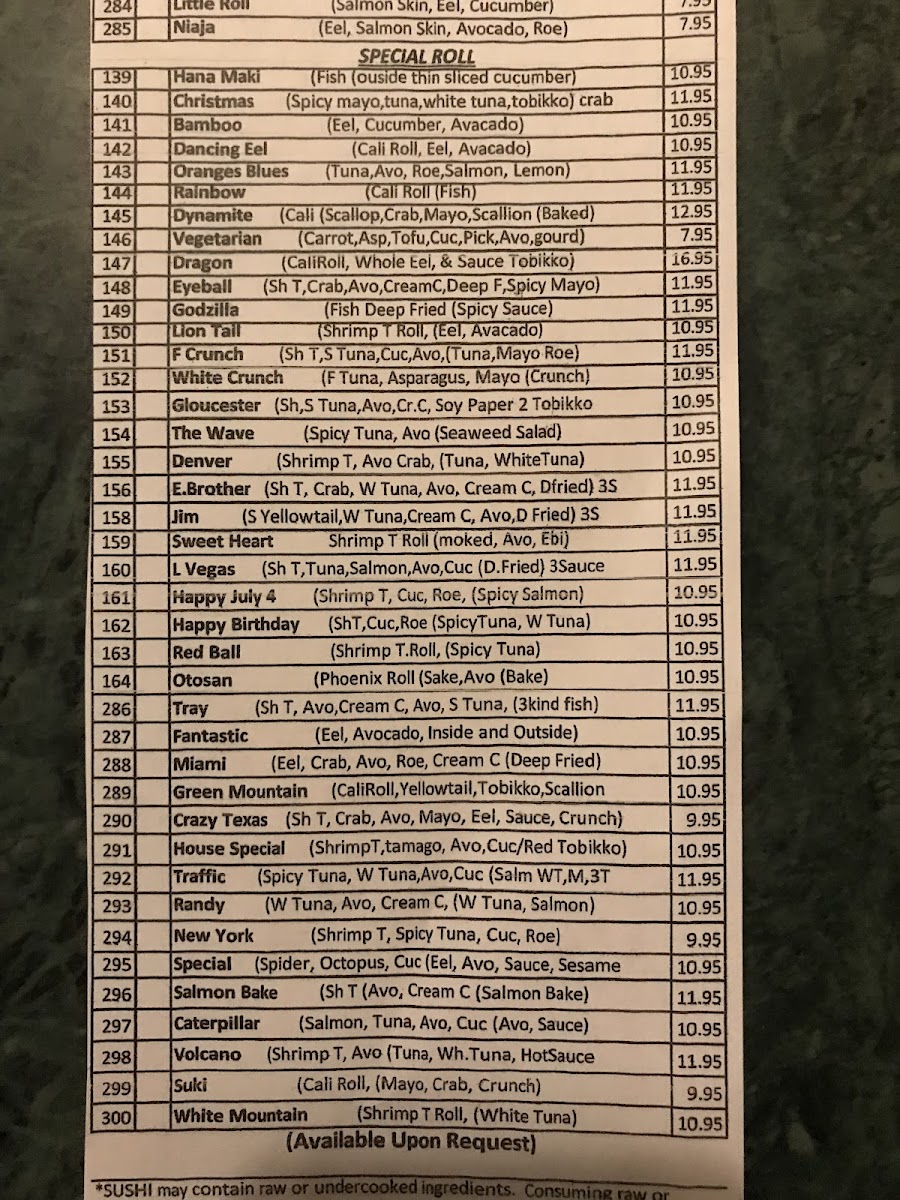 284 Little Roll (Salmon Skin, Eel, Cucumber) 7.95
285 Niaja (Eel, Salmon Skin, Avocado, Roe) 7.95
SPECIAL ROLL
139 Hana Maki (Fish (ouside thin sliced cucumber) 10.95
140 Christmas (Spicy mayo,tuna,white tuna,tobikko) crab 11.95
141 Bamboo (Eel, Cucumber, Avacado) 10.95
142 Dancing Eel (Cali Roll, Eel, Avacado) 10.95
143 Oranges Blues (Tuna,Avo, Roe,Salmon, Lemon) 11.95
144 Rainbow (Cali Roll (Fish) 11.95
145 Dynamite (Cali (Scallop,Crab,Mayo,Scallion (Baked) 12.95
146 Vegetarian (Carrot,Asp,Tofu,Cuc,Pick,Avo,gourd) 7.95
147 Dragon (CaliRoll, Whole Eel, & Sauce Tobikko) 16.95
148 Eyeball (Sh T,Crab,Avo,CreamC,Deep F,Spicy Mayo) 11.95
149 Godzilla (Fish Deep Fried (Spicy Sauce) 11.95
150 Lion Tail (Shrimp T Roll, (Eel, Avacado) 10.95
151 F Crunch (Sh T,S Tuna,Cuc,Avo,(Tuna,Mayo Roe) 11.95
152 White Crunch (F Tuna, Asparagus, Mayo (Crunch) 10.95
153 Gloucester (Sh,S Tuna,Avo,Cr.C, Soy Paper 2 Tobikko 10.95
154 The Wave (Spicy Tuna, Avo (Seaweed Salad) 10.95
155 Denver (Shrimp T, Avo Crab, (Tuna, WhiteTuna) 10.95
156 E.Brother (Sh T, Crab, W Tuna, Avo, Cream C, Dfried) 3S 11.95
158 Jim (S Yellowtail,W Tuna,Cream C, Avo,D Fried) 3S 11.95
159 Sweet Heart Shrimp T Roll (moked, Avo, Ebi) 11.95
160 L Vegas (Sh T,Tuna,Salmon,Avo,Cuc (D.Fried) 3Sauce 11.95
161 Happy July 4 (Shrimp T, Cuc, Roe, (Spicy Salmon) 10.95
162 Happy Birthday (ShT,Cuc,Roe (SpicyTuna, W Tuna) 10.95
163 Red Ball (Shrimp T.Roll, (Spicy Tuna) 10.95
164 Otosan (Phoenix Roll (Sake,Avo (Bake) 10.95
286 Tray (Sh T, Avo,Cream C, Avo, S Tuna, (3kind fish) 11.95
287 Fantastic (Eel, Avocado, Inside and Outside) 10.95
288 Miami (Eel, Crab, Avo, Roe, Cream C (Deep Fried) 10.95
289 Green Mountain (CaliRoll,Yellowtail,Tobikko,Scallion 10.95
290 Crazy Texas (Sh T, Crab, Avo, Mayo, Eel, Sauce, Crunch) 9.95
291 House Special (ShrimpT,tamago, Avo,Cuc/Red Tobikko) 10.95
292 Traffic (Spicy Tuna, W Tuna,Avo,Cuc (Salm WT,M,3T 11.95
293 Randy (W Tuna, Avo, Cream C, (W Tuna, Salmon) 10.95
294 New York (Shrimp T, Spicy Tuna, Cuc, Roe) 9.95
295 Special (Spider, Octopus, Cuc (Eel, Avo, Sauce, Sesame 10.95
296 Salmon Bake (Sh T (Avo, Cream C (Salmon Bake) 11.95
297 Caterpillar (Salmon, Tuna, Avo, Cuc (Avo, Sauce) 10.95
298 Volcano (Shrimp T, Avo (Tuna, Wh.Tuna, HotSauce 11.95
299 Suki (Cali Roll, (Mayo, Crab, Crunch) 9.95
300 White Mountain (Shrimp T Roll, (White Tuna) 10.95
(Available Upon Request)
*SUSHI may contain raw or undercooked ingredients. Consuming raw or